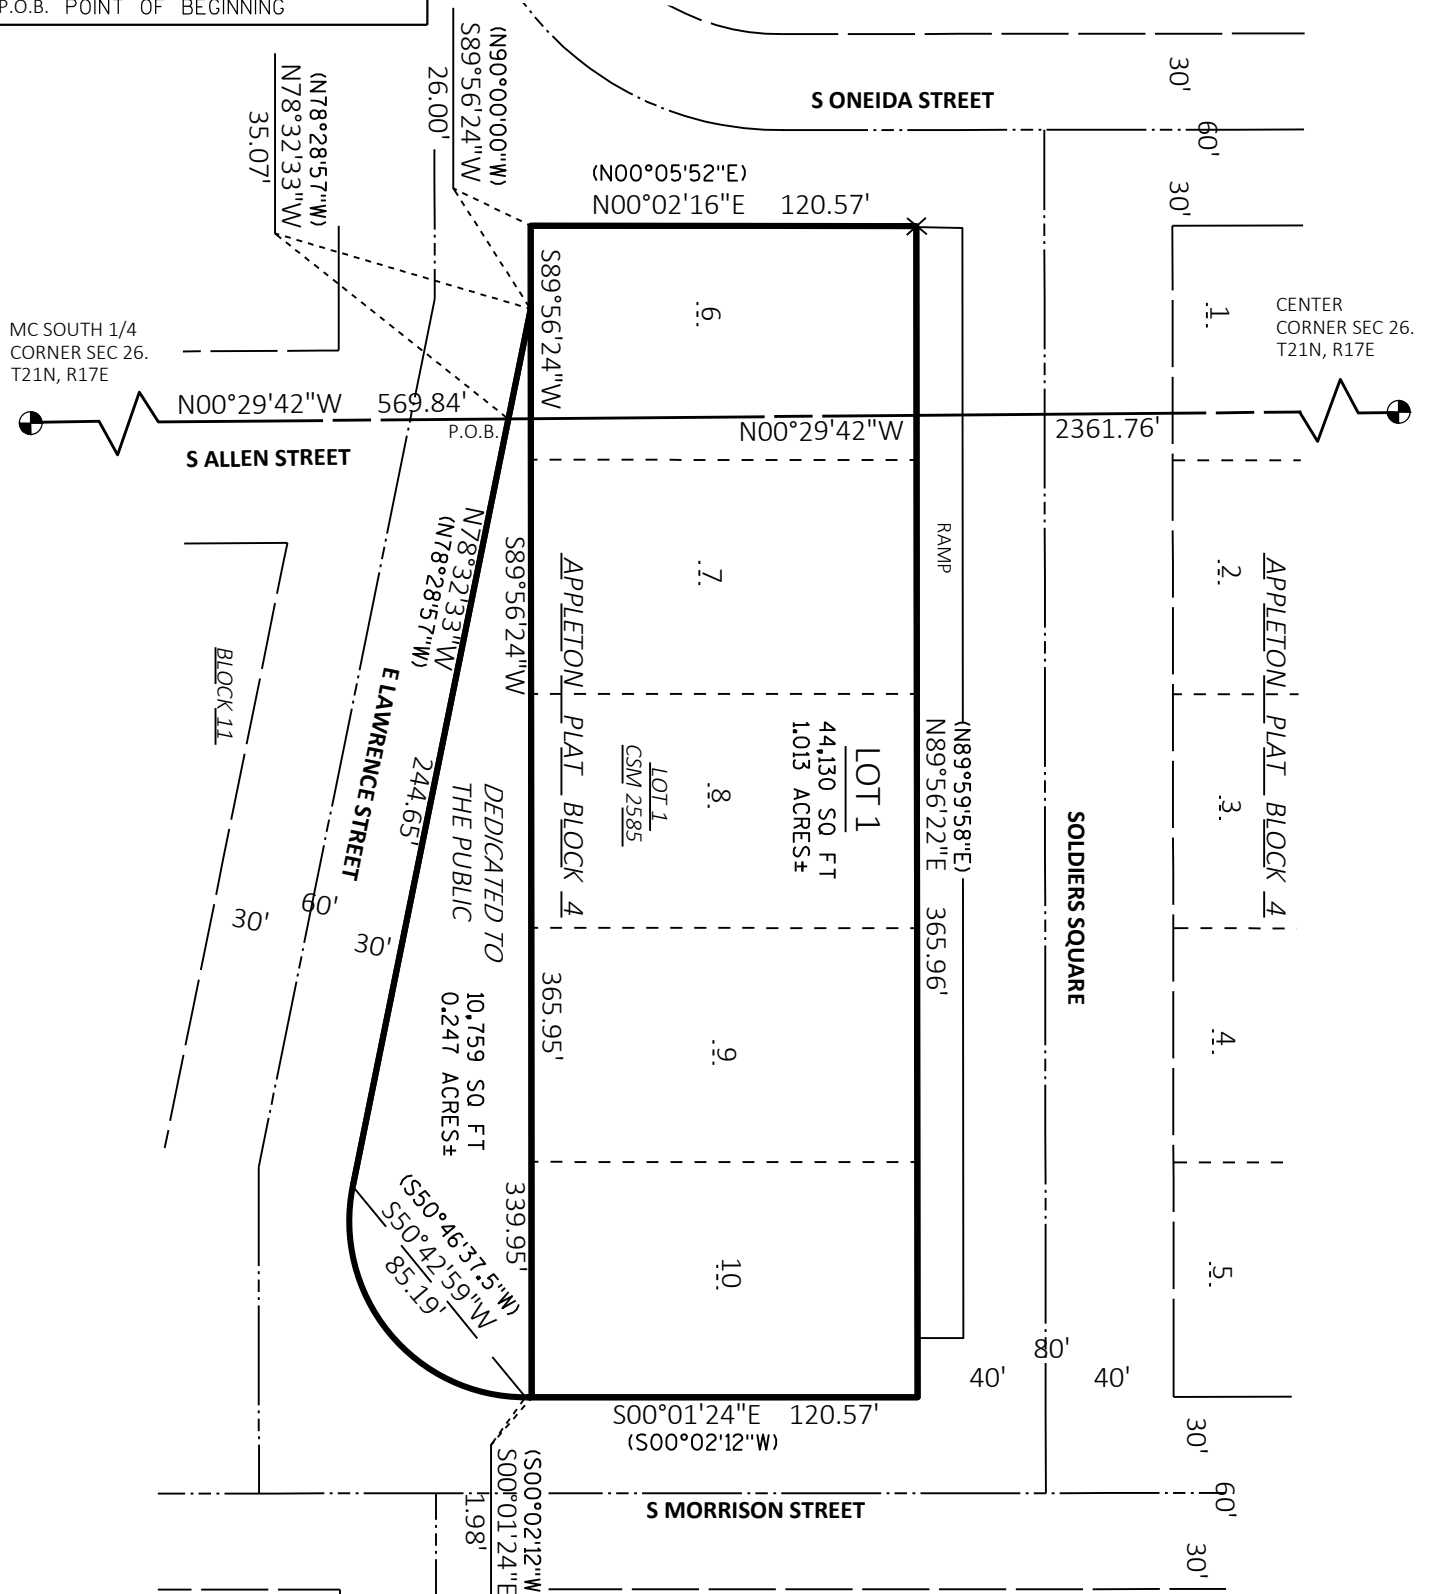 P.O.B. POINT OF BEGINNING
(N90°00'00"W)
S89°56'24"W
26.00'
(N78°28'57"W)
N78°32'33"W
35.07'
S ONEIDA STREET
30'
60'
30'
(N00°05'52"E)
N00°02'16"E 120.57'
S89°56'24"W
6
1
MC SOUTH 1/4
CORNER SEC 26.
T21N, R17E
CENTER
CORNER SEC 26.
T21N, R17E
N00°29'42"W 569.84'
P.O.B.
N00°29'42"W 2361.76'
S ALLEN STREET
RAMP
N78°32'33"W
(N78°28'57"W)
244.65'
S89°56'24"W
339.95'
365.95'
7
2
APPLETON PLAT BLOCK 4
APPLETON PLAT BLOCK 4
BLOCK 11
E LAWRENCE STREET
DEDICATED TO
THE PUBLIC
10,759 SQ FT
0.247 ACRES±
LOT 1
CSM 2585
8
LOT 1
44,130 SQ FT
1.013 ACRES±
(N89°59'58"E)
N89°56'22"E 365.96'
3
SOLDIERS SQUARE
30'
60'
30'
9
4
(S50°46'37.5"W)
S50°42'59"W
85.19'
10
5
80'
40'
40'
S00°01'24"E 120.57'
(S00°02'12"W)
(S00°02'12"W
S00°01'24"E
1.98'
S MORRISON STREET
30'
60'
30'